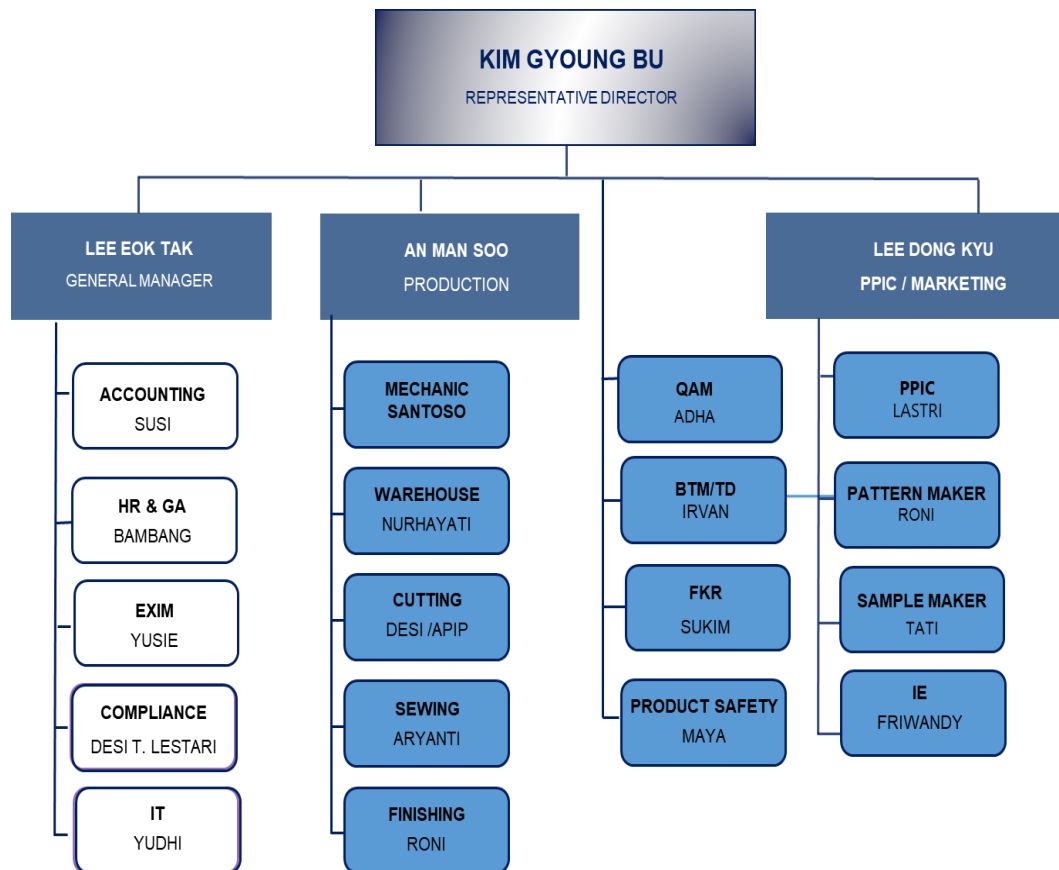 KIM GYOUNG BU
REPRESENTATIVE DIRECTOR
LEE EOK TAK
GENERAL MANAGER
AN MAN SOO
PRODUCTION
LEE DONG KYU
PPIC / MARKETING
ACCOUNTING
SUSI
HR & GA
BAMBANG
EXIM
YUSIE
COMPLIANCE
DESI T. LESTARI
IT
YUDHI
MECHANIC
SANTOSO
WAREHOUSE
NURHAYATI
CUTTING
DESI /APIP
SEWING
ARYANTI
FINISHING
RONI
QAM
ADHA
BTM/TD
IRVAN
FKR
SUKIM
PRODUCT SAFETY
MAYA
PPIC
LASTRI
PATTERN MAKER
RONI
SAMPLE MAKER
TATI
IE
FRIWANDY